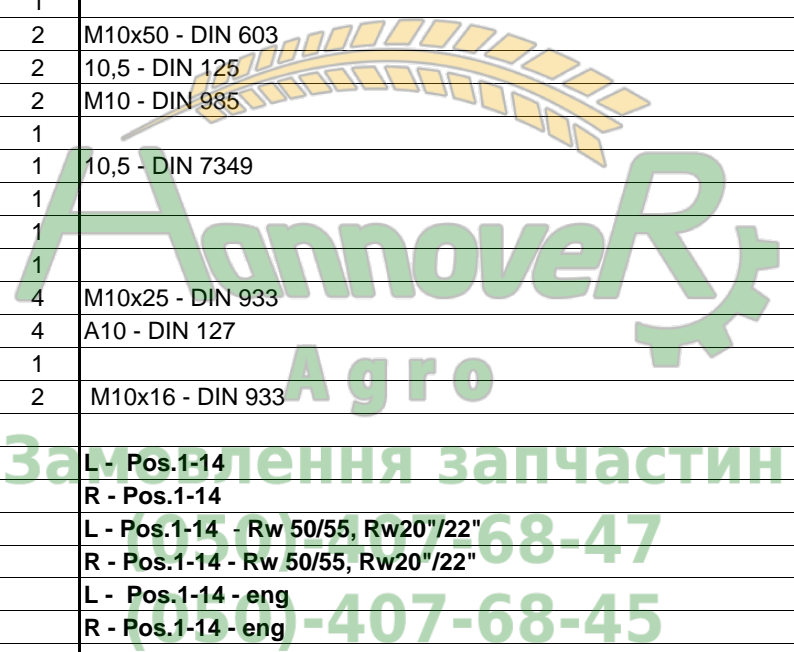 1
2 M10x50 - DIN 603
2 10,5 - DIN 125
2 M10 - DIN 985
1
1 10,5 - DIN 7349
1
1
1
4 M10x25 - DIN 933
4 A10 - DIN 127
1
2 M10x16 - DIN 933
HannoveR
Agro
Замовлення запчастин
L - Pos.1-14
R - Pos.1-14
L - Pos.1-14 - Rw 50/55, Rw20"/22"
(050)-407-68-47
R - Pos.1-14 - Rw 50/55, Rw20"/22"
L - Pos.1-14 - eng
(050)-407-68-45
R - Pos.1-14 - eng